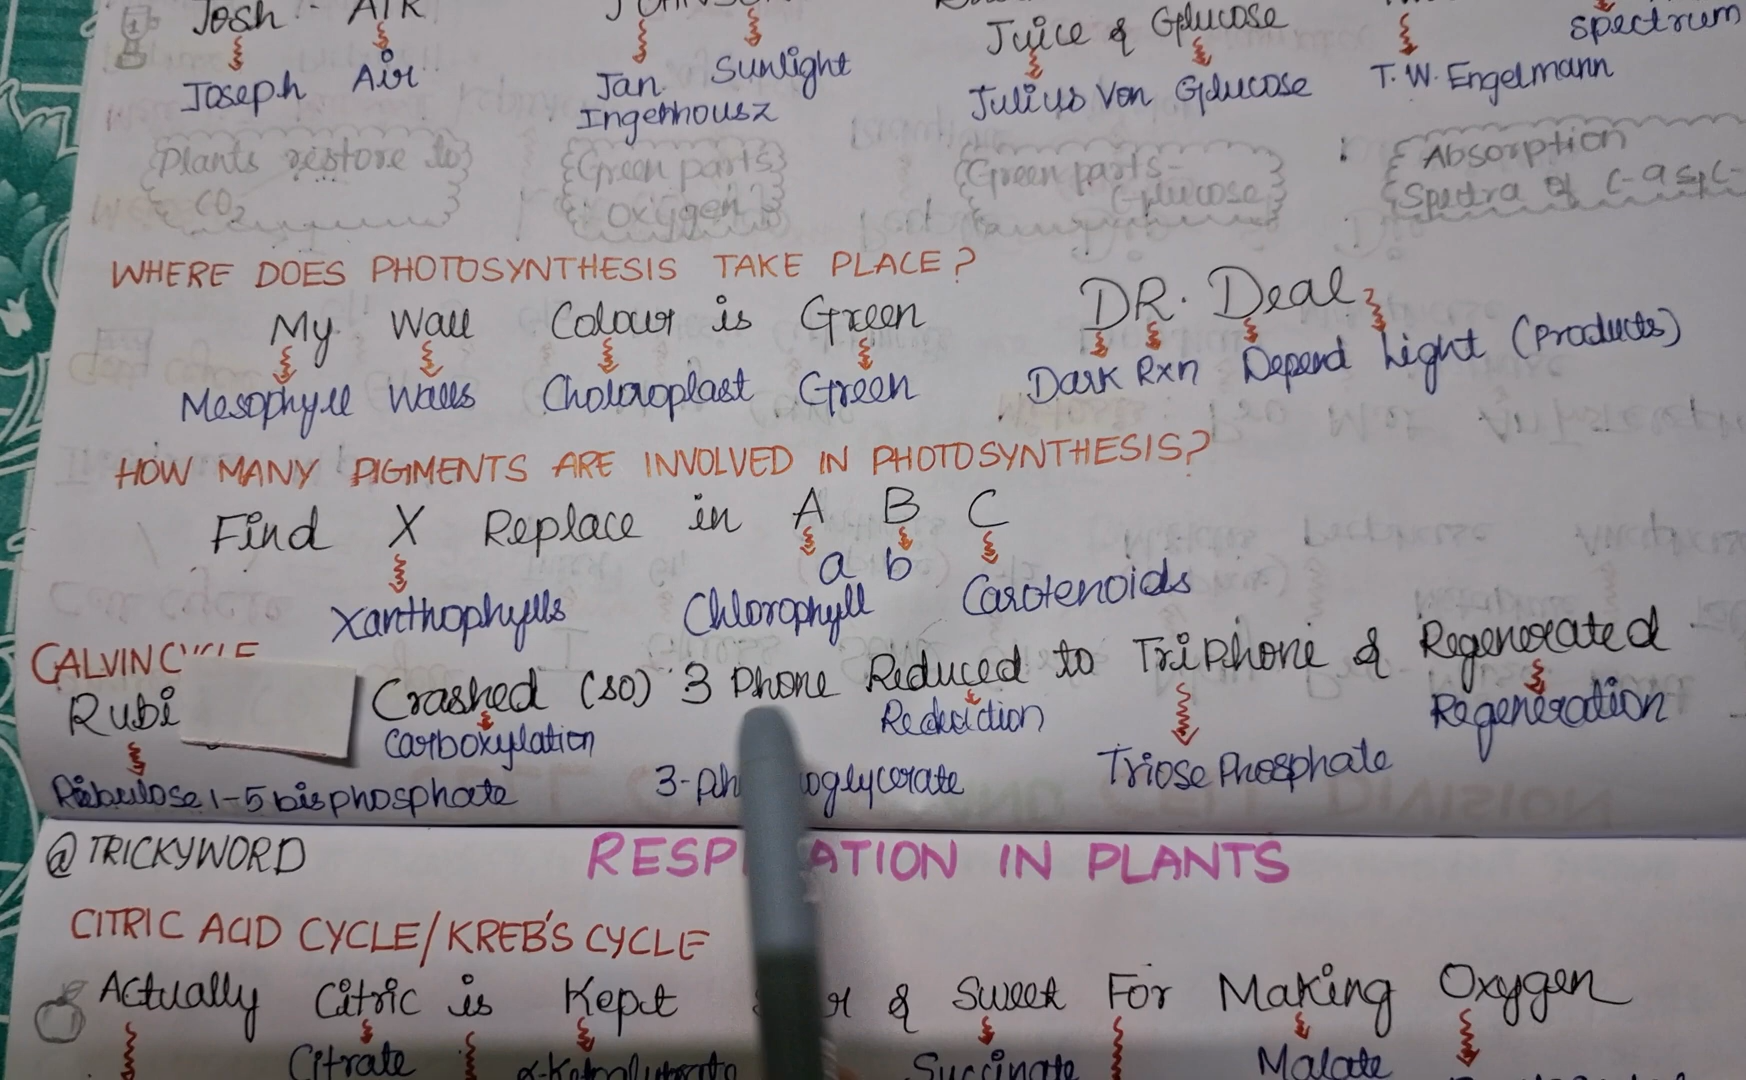 Josh - AIR
Joseph Air
Jan Sunlight
Ingenhousz
Juice & Gplucose
Julius Von Gplucose
T. W. Engelmann
spectrum
Plants restore to
CO2
Green parts
oxygen
Green parts-
Gplucose
Absorption
Spectra of
WHERE DOES PHOTOSYNTHESIS TAKE PLACE?
My Wall Colour is Green
Mesophyll Walls Choloroplast Green
DR. Deal
Dark Rxn Depend Light (Products)
HOW MANY PIGMENTS ARE INVOLVED IN PHOTOSYNTHESIS?
Find X Replace in A B C
a b
Xanthophylls Chlorophyll Carotenoids
CALVIN
Rubi Crashed (so) 3 Phone Reduced to TriPhone & Regenerated
Carboxylation Reduction Regeneration
Ribulose 1-5 bisphosphate 3-Ph oglycerate Triose Phosphate
@TRICKYWORD
RESP ATION IN PLANTS
CITRIC ACID CYCLE/KREB'S CYCLE
Actually Citric is Kept & Sweet For Making Oxygen
Citrate Succinate Malate